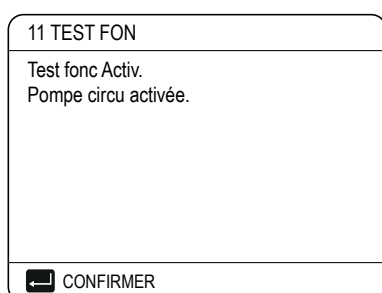 11 TEST FON
Test fonc Activ.
Pompe circu activée.
CONFIRMER